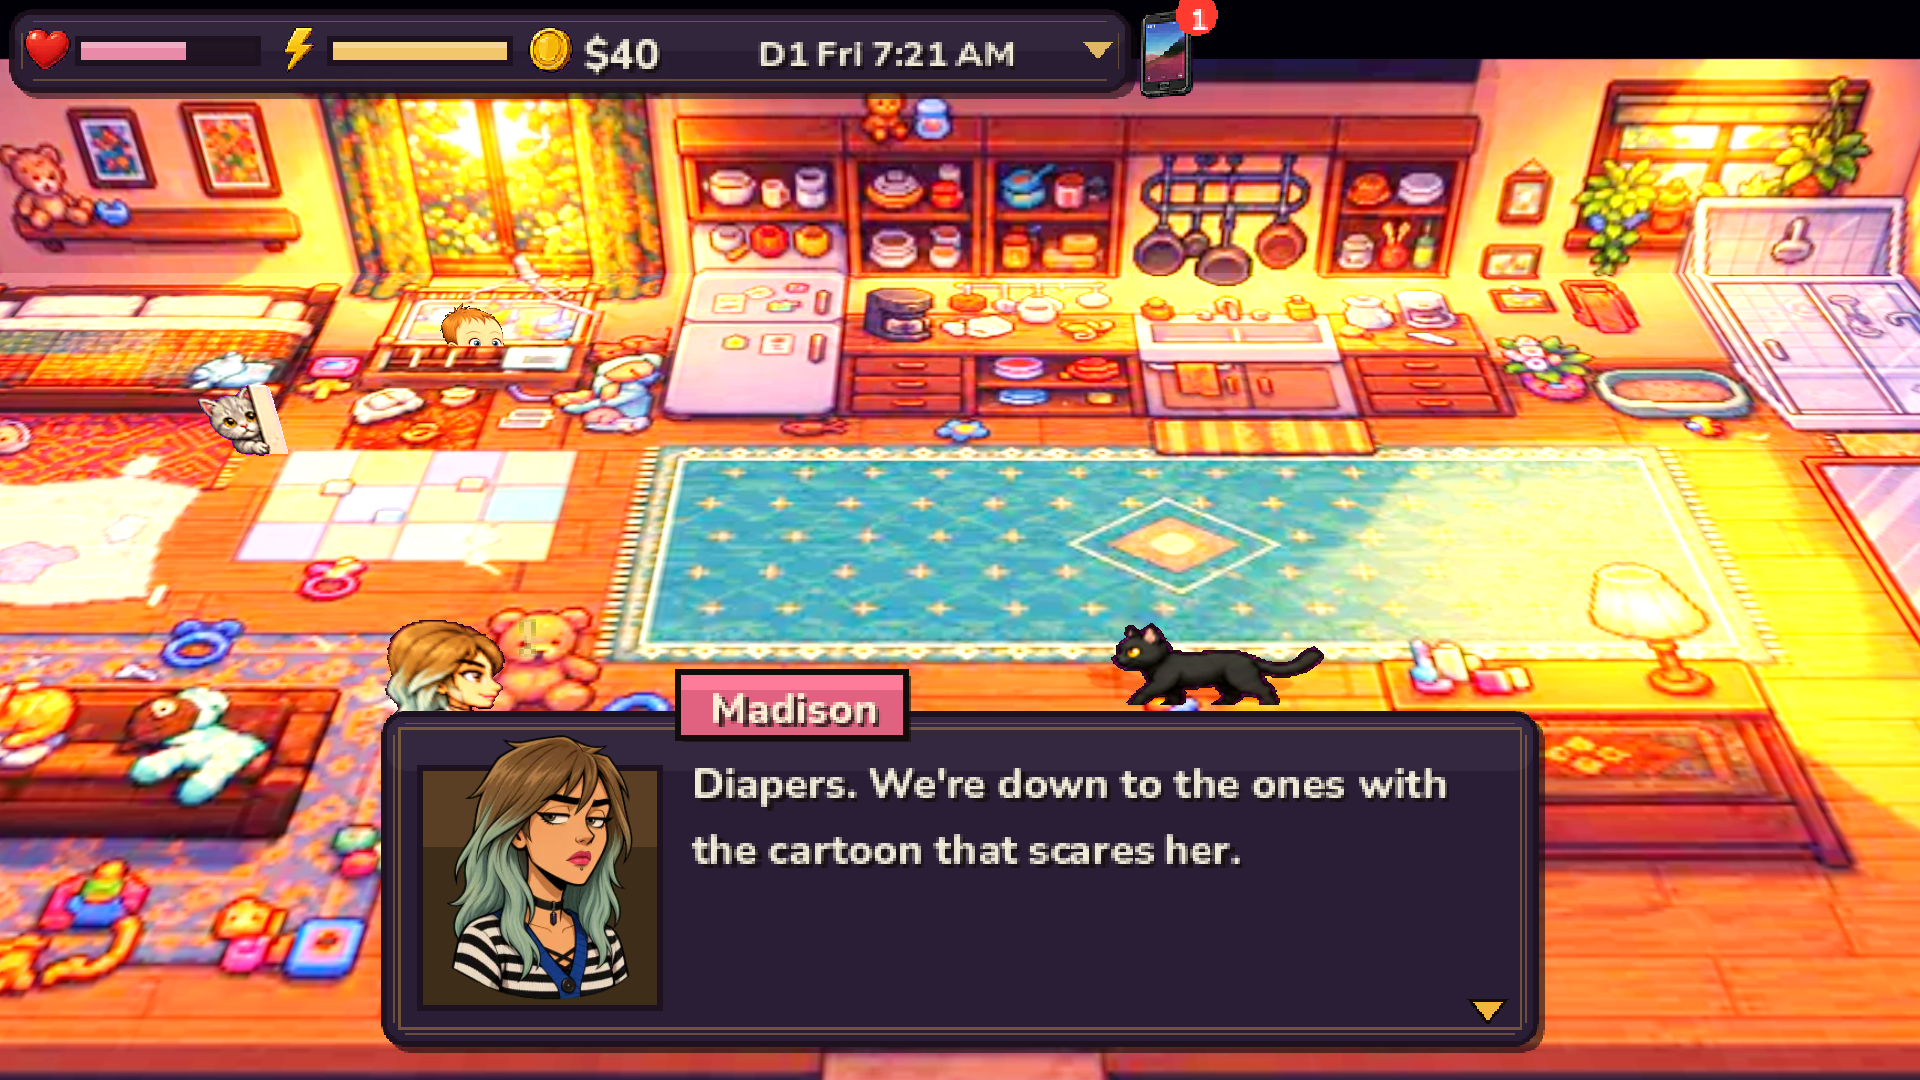 $40
D1 Fri 7:21 AM
1
Madison
Diapers. We're down to the ones with
the cartoon that scares her.